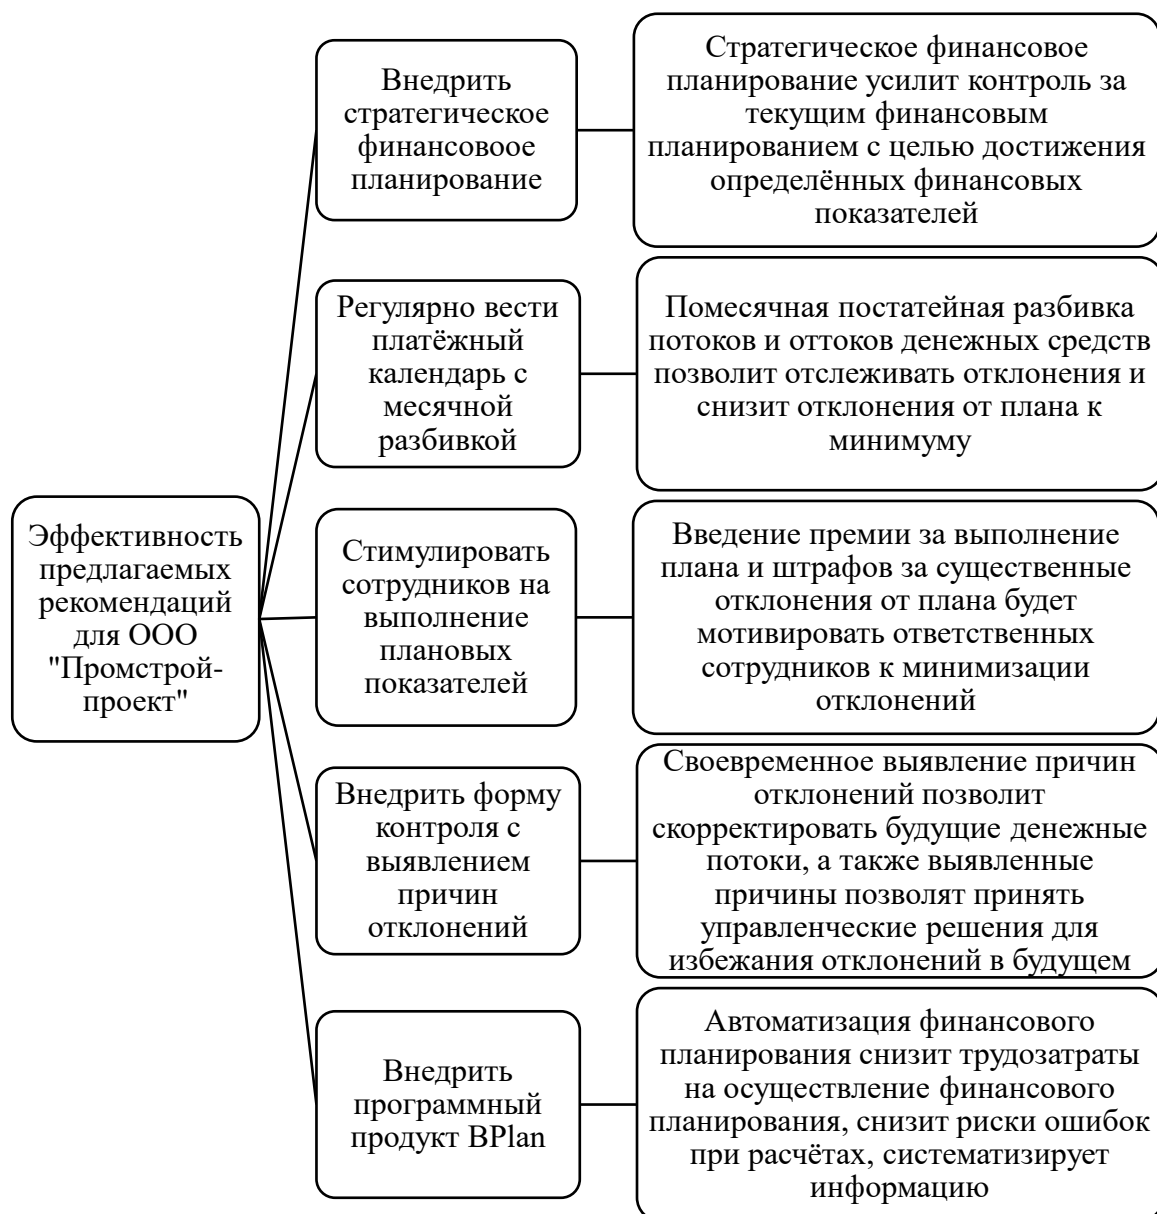 Эффективность
предлагаемых
рекомендаций
для ООО
"Промстрой-
проект"
Внедрить
стратегическое
финансовоое
планирование
Стратегическое финансовое
планирование усилит контроль за
текущим финансовым
планированием с целью достижения
определённых финансовых
показателей
Регулярно вести
платёжный
календарь с
месячной
разбивкой
Помесячная постатейная разбивка
потоков и оттоков денежных средств
позволит отслеживать отклонения и
снизит отклонения от плана к
минимуму
Стимулировать
сотрудников на
выполнение
плановых
показателей
Введение премии за выполнение
плана и штрафов за существенные
отклонения от плана будет
мотивировать ответственных
сотрудников к минимизации
отклонений
Внедрить форму
контроля с
выявлением
причин
отклонений
Своевременное выявление причин
отклонений позволит
скорректировать будущие денежные
потоки, а также выявленные
причины позволят принять
управленческие решения для
избежания отклонений в будущем
Внедрить
программный
продукт BPlan
Автоматизация финансового
планирования снизит трудозатраты
на осуществление финансового
планирования, снизит риски ошибок
при расчётах, систематизирует
информацию